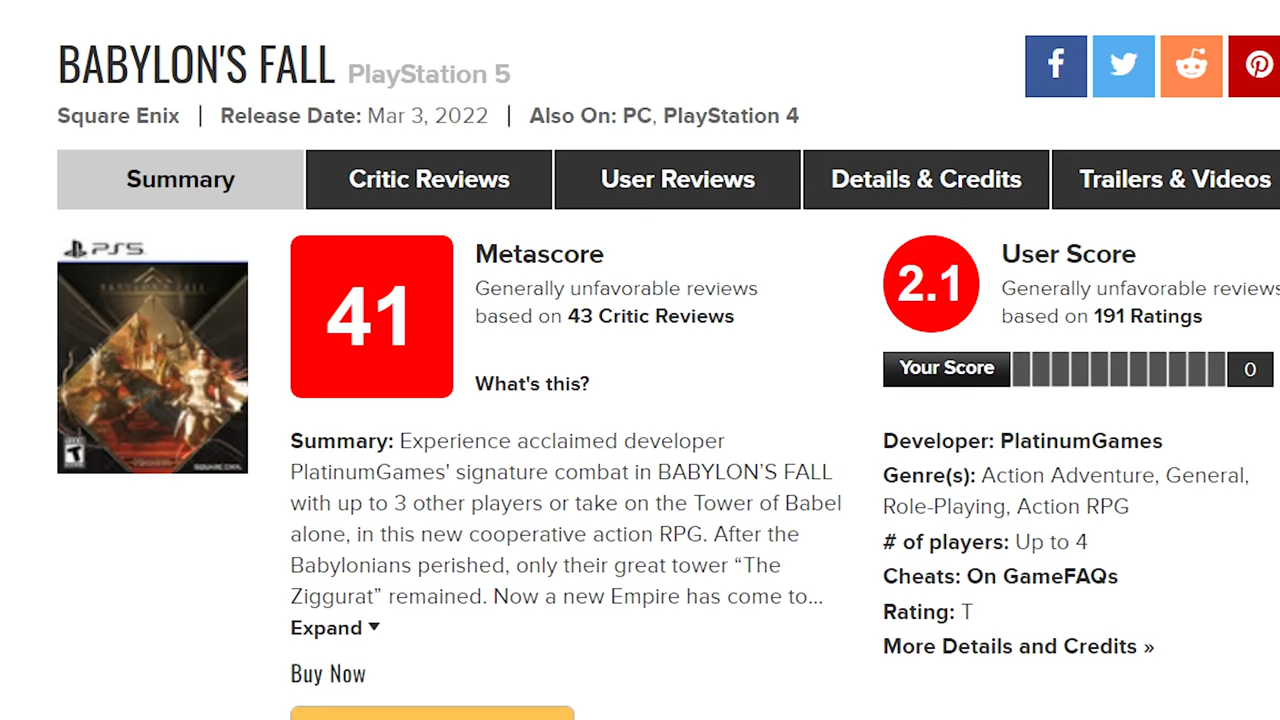 BABYLON'S FALL PlayStation 5
Square Enix | Release Date: Mar 3, 2022 | Also On: PC, PlayStation 4
Summary Critic Reviews User Reviews Details & Credits Trailers & Videos
PS5
BABYLON'S FALL
T
SQUARE ENIX
41
Metascore
Generally unfavorable reviews
based on 43 Critic Reviews
What's this?
2.1
User Score
Generally unfavorable reviews
based on 191 Ratings
Your Score 0
Summary: Experience acclaimed developer
PlatinumGames' signature combat in BABYLON’S FALL
with up to 3 other players or take on the Tower of Babel
alone, in this new cooperative action RPG. After the
Babylonians perished, only their great tower “The
Ziggurat” remained. Now a new Empire has come to...
Expand
Buy Now
Developer: PlatinumGames
Genre(s): Action Adventure, General,
Role-Playing, Action RPG
# of players: Up to 4
Cheats: On GameFAQs
Rating: T
More Details and Credits »